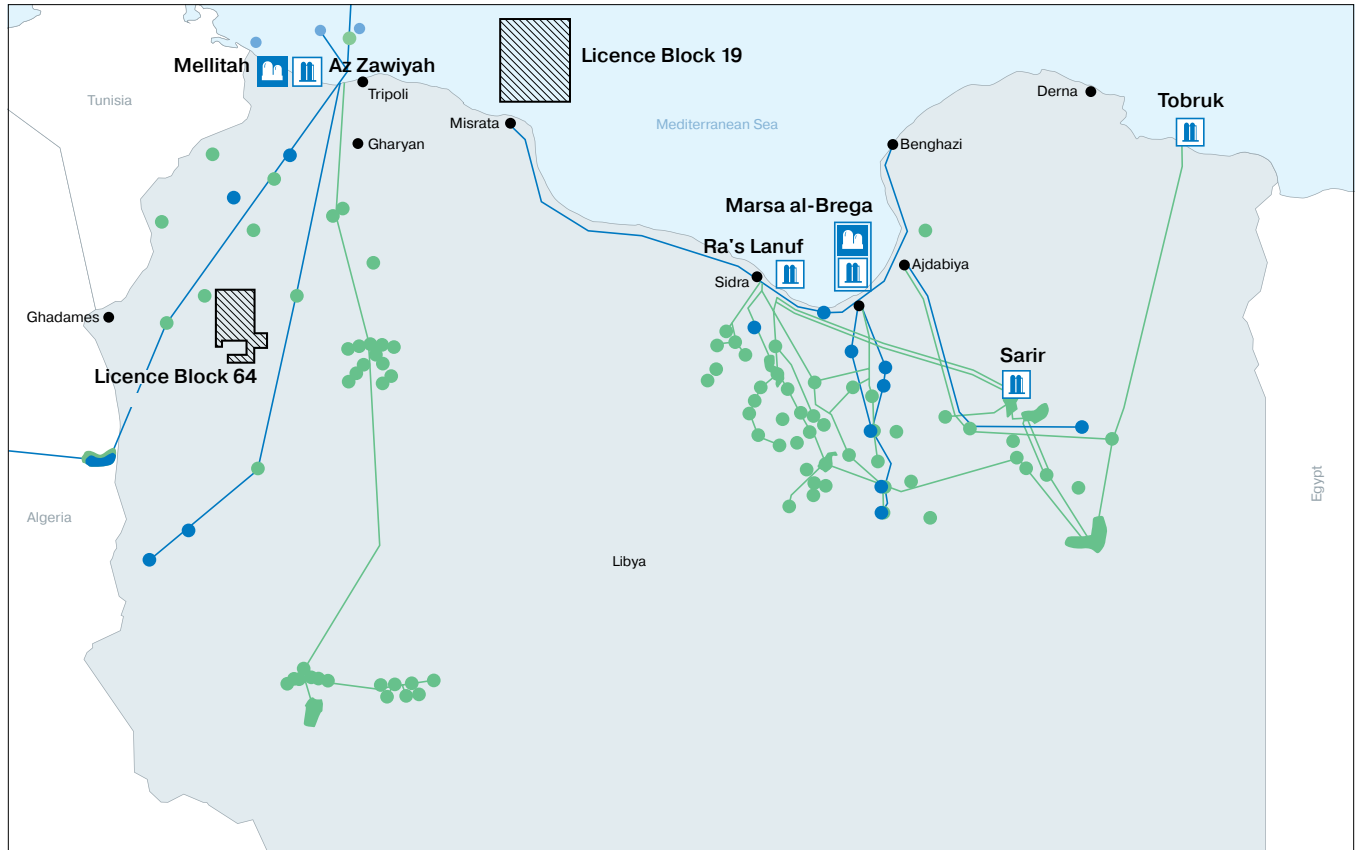 Licence Block 19
Mellitah
Az Zawiyah
Tunisia
Tripoli
Derna
Tobruk
Misrata
Mediterranean Sea
Gharyan
Benghazi
Marsa al-Brega
Ra's Lanuf
Sidra
Ajdabiya
Ghadames
Sarir
Licence Block 64
Egypt
Algeria
Libya